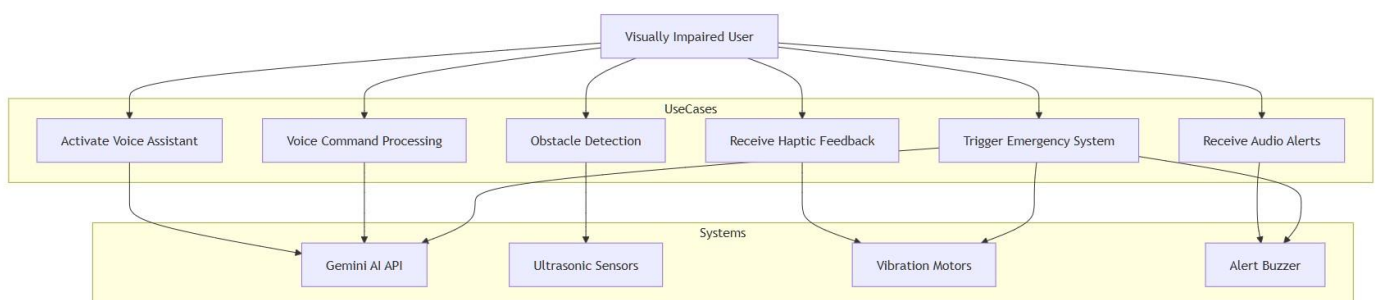 Visually Impaired User
UseCases
Activate Voice Assistant
Voice Command Processing
Obstacle Detection
Receive Haptic Feedback
Trigger Emergency System
Receive Audio Alerts
Systems
Gemini AI API
Ultrasonic Sensors
Vibration Motors
Alert Buzzer